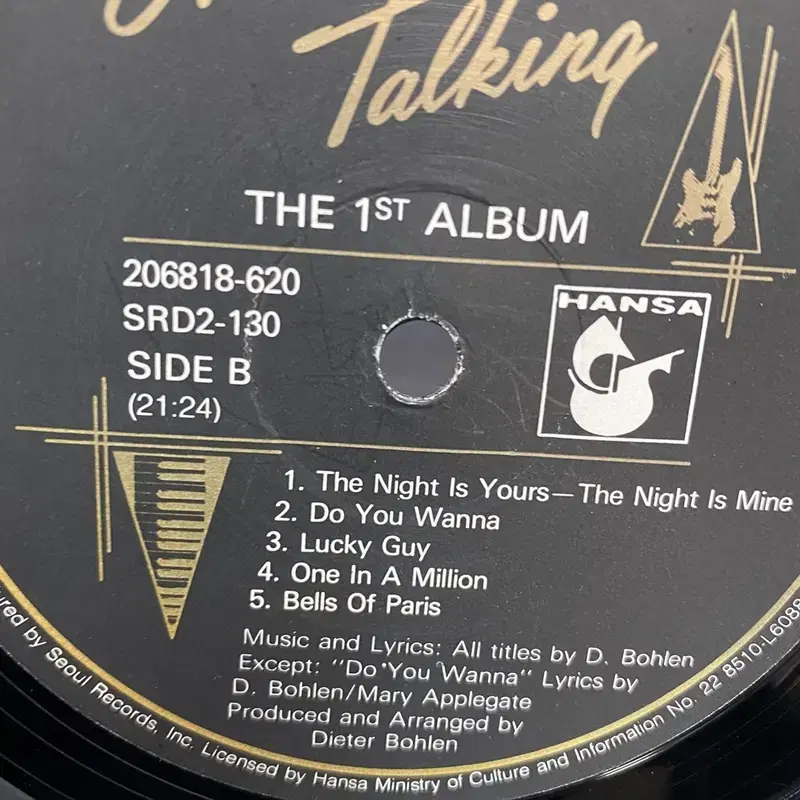 Talking
THE 1ST ALBUM
206818-620
SRD2-130
SIDE B
(21:24)
HANSA
1. The Night Is Yours—The Night Is Mine
2. Do You Wanna
3. Lucky Guy
4. One In A Million
5. Bells Of Paris
Music and Lyrics: All titles by D. Bohlen
Except: "Do You Wanna" Lyrics by
D. Bohlen/Mary Applegate
Produced and Arranged by
Dieter Bohlen
by Seoul Records, Inc. Licensed by Hansa Ministry of Culture and Information No. 22 8510-L6088